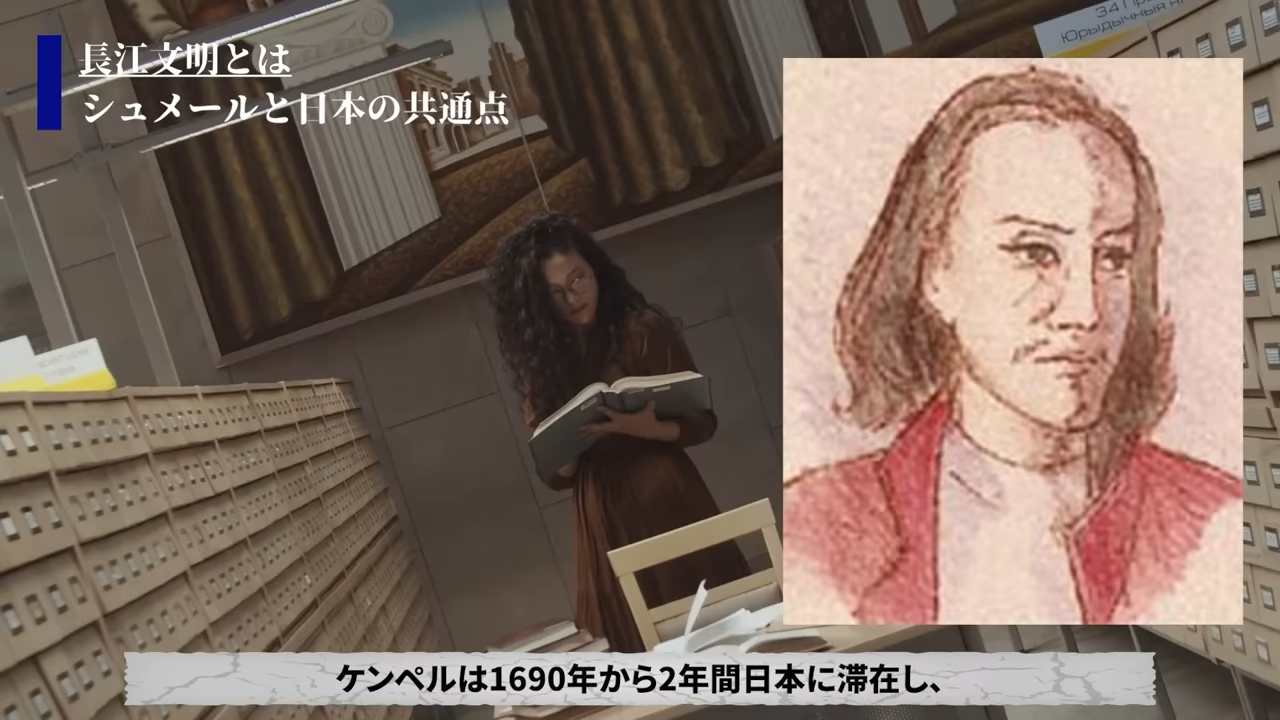 長江文明とは
シュメールと日本の共通点
34
Юрыдычныя
ケンペルは1690年から2年間日本に滞在し、